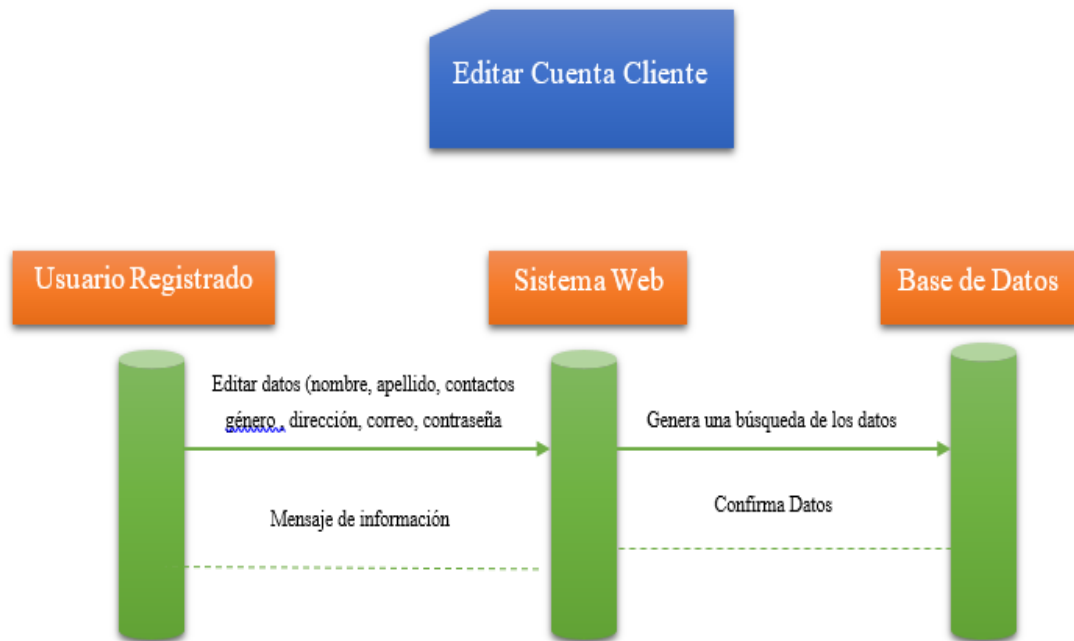 Editar Cuenta Cliente
Usuario Registrado
Sistema Web
Base de Datos
Editar datos (nombre, apellido, contactos
género , dirección, correo, contraseña
Genera una búsqueda de los datos
Confirma Datos
Mensaje de información